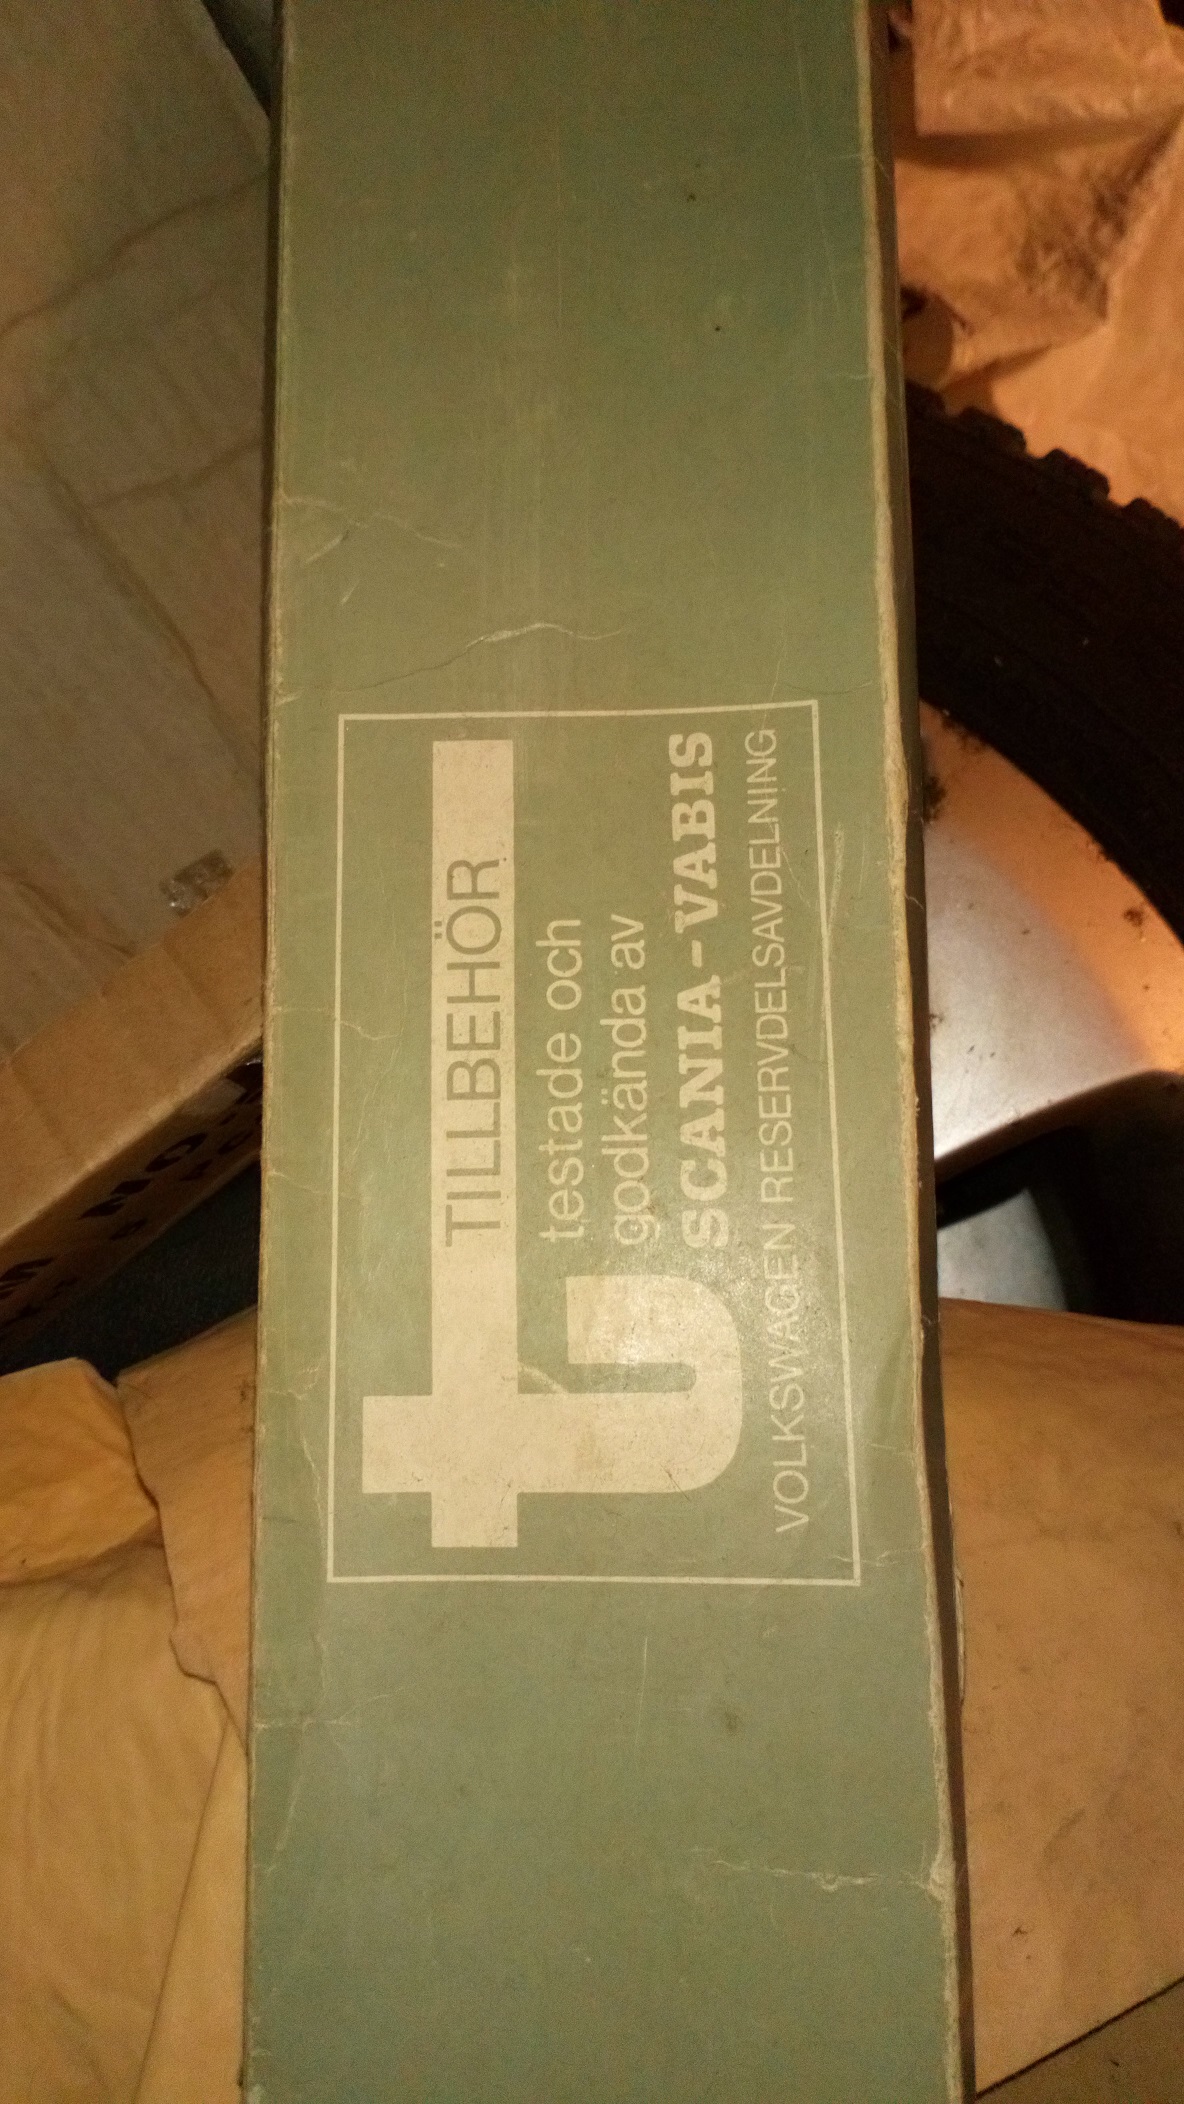 t
TILLBEHÖR
testade och
godkända av
SCANIA-VABIS
VOLKSWAGEN RESERVDELSAVDELNING